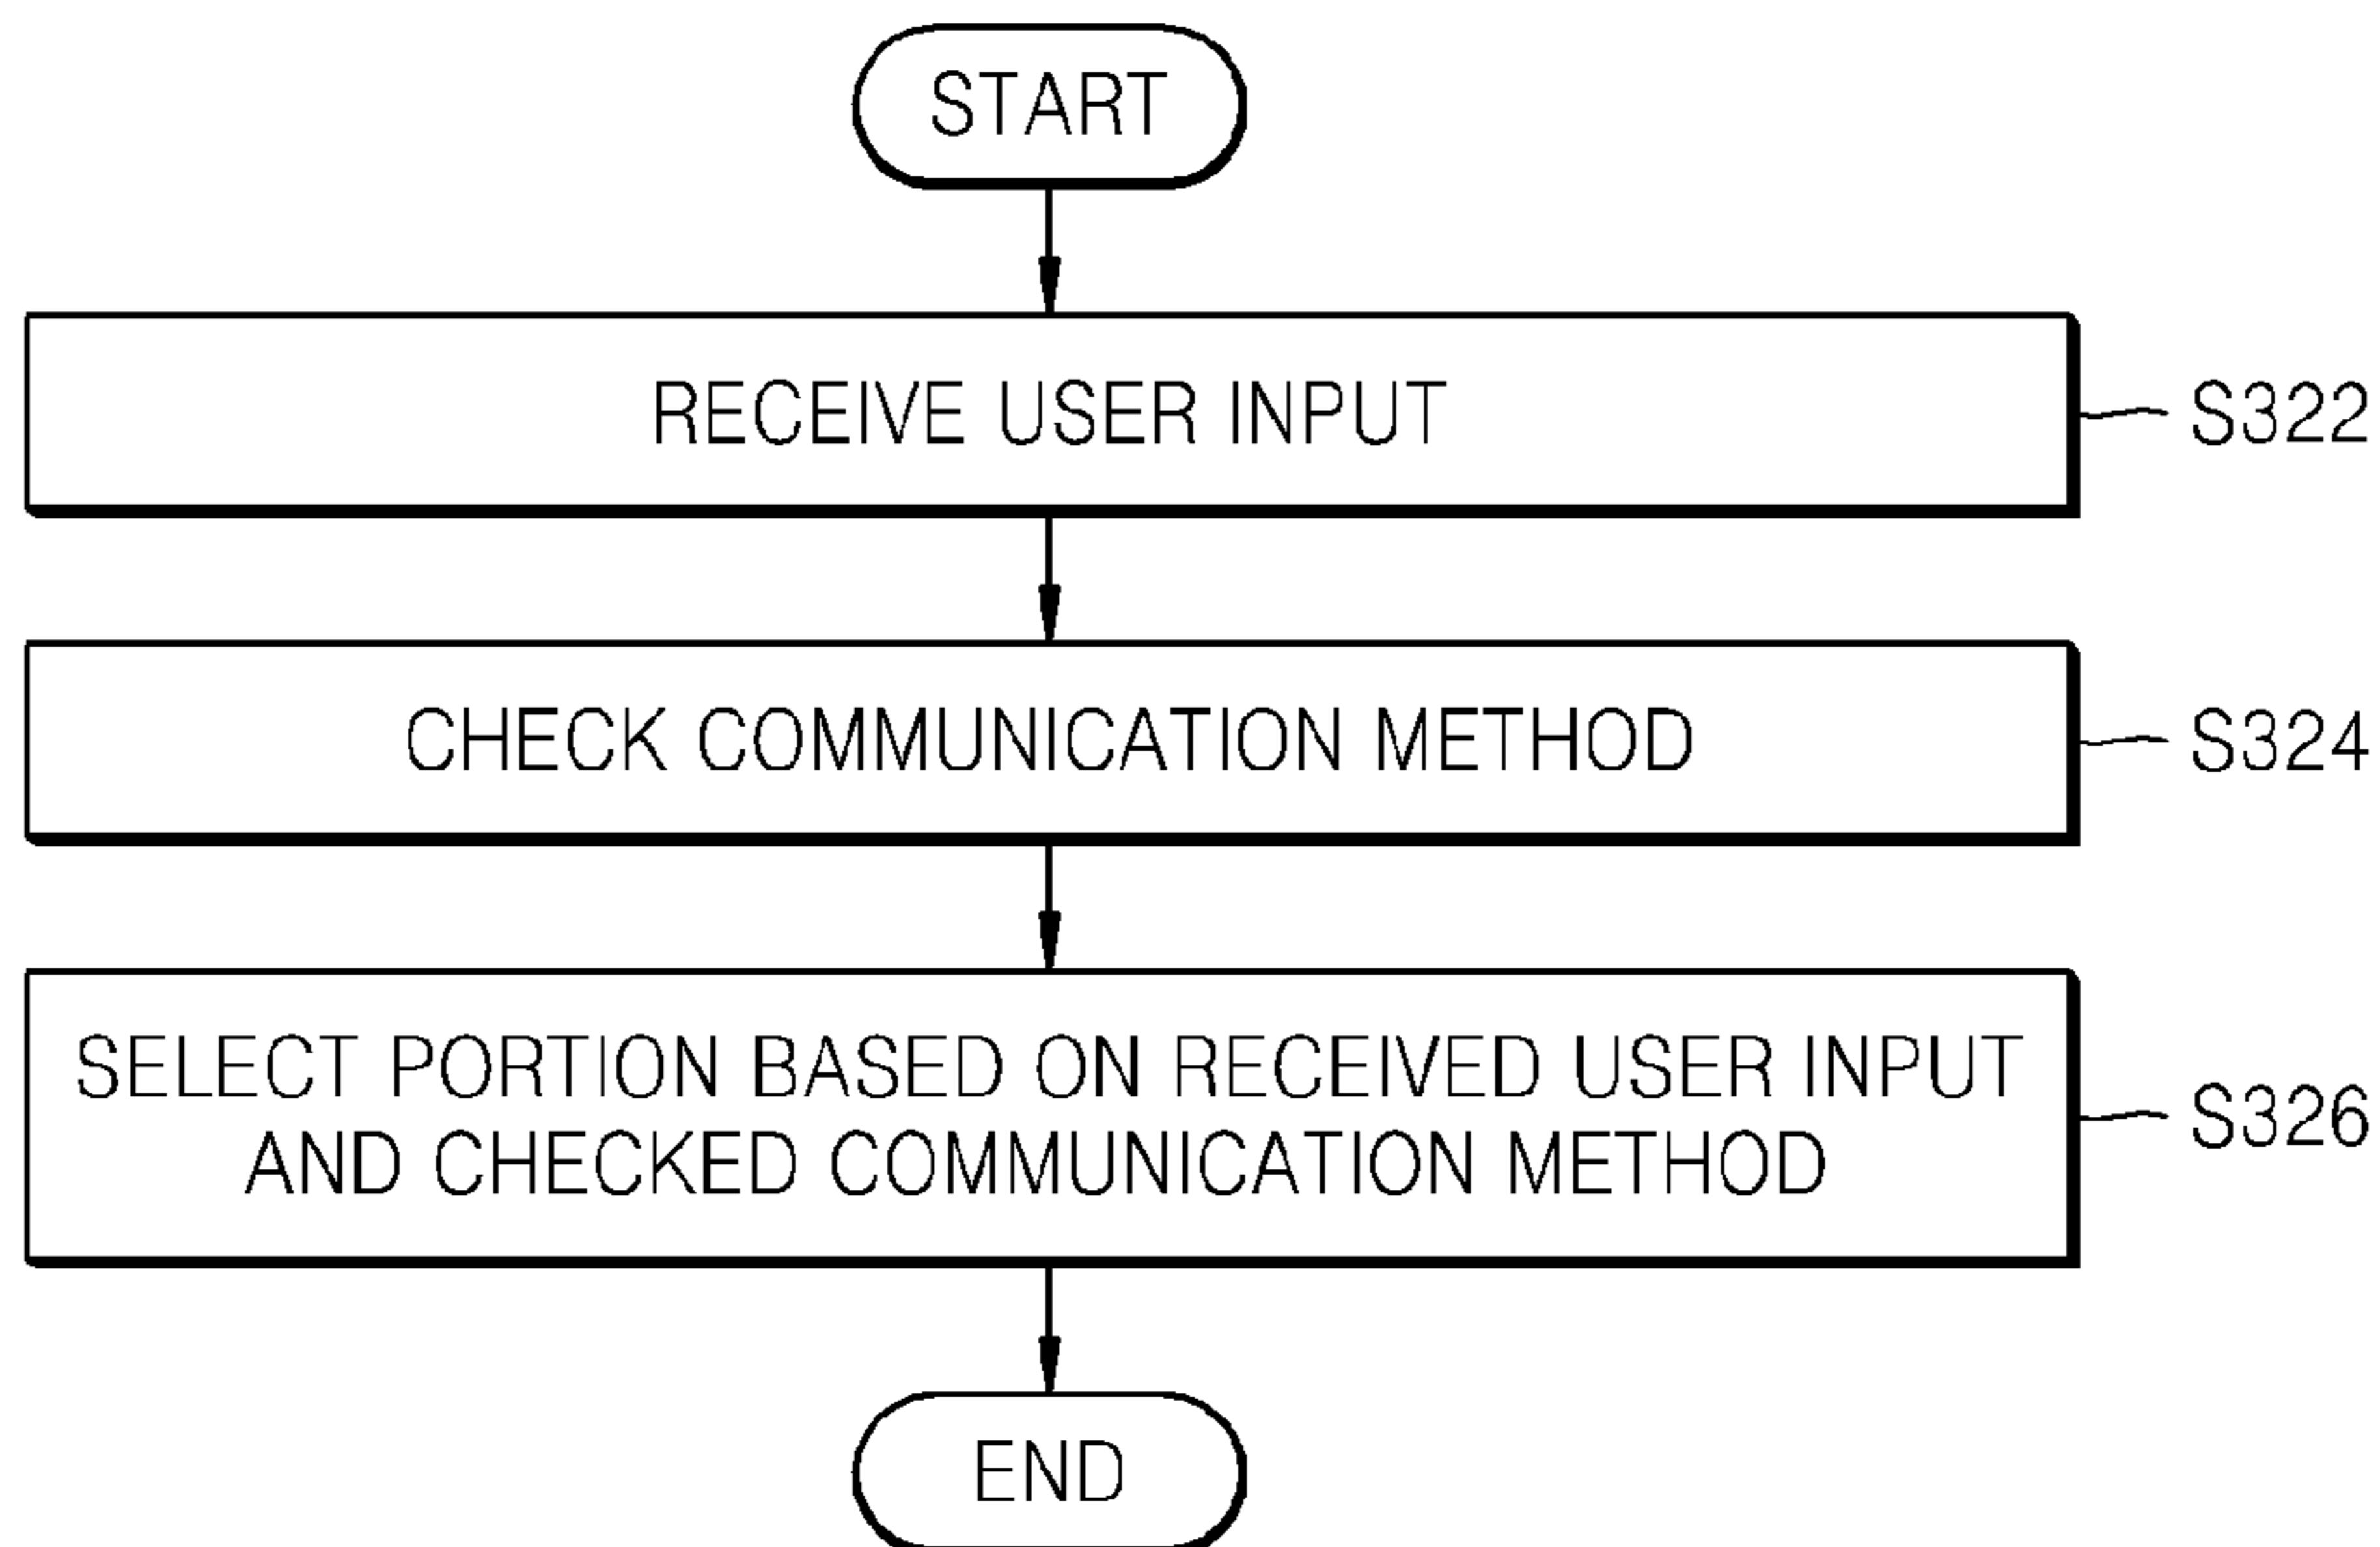 START
RECEIVE USER INPUT
S322
CHECK COMMUNICATION METHOD
S324
SELECT PORTION BASED ON RECEIVED USER INPUT
AND CHECKED COMMUNICATION METHOD
S326
END